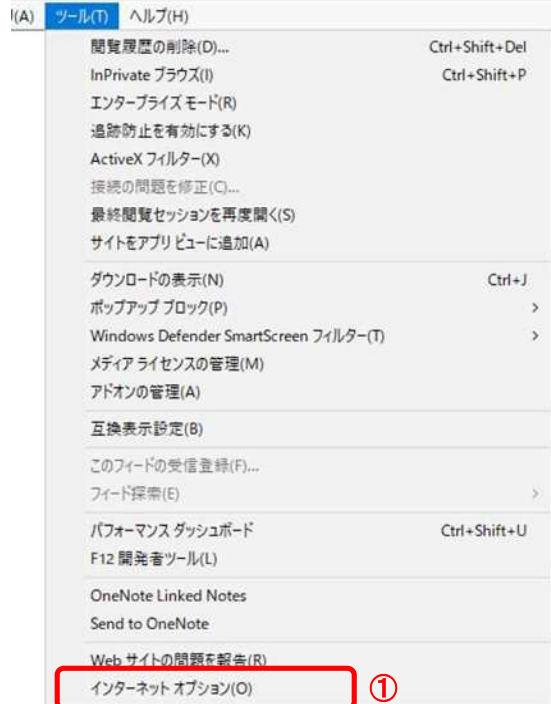 (A) ツール(T) ヘルプ(H)
閲覧履歴の削除(D)... Ctrl+Shift+Del
InPrivate ブラウズ(I) Ctrl+Shift+P
エンタープライズ モード(R)
追跡防止を有効にする(K)
ActiveX フィルター(X)
接続の問題を修正(C)...
最終閲覧セッションを再度開く(S)
サイトをアプリ ビューに追加(A)
ダウンロードの表示(N) Ctrl+J
ポップアップ ブロック(P)
Windows Defender SmartScreen フィルター(T)
メディア ライセンスの管理(M)
アドオンの管理(A)
互換表示設定(B)
このフィードの受信登録(F)...
フィード探索(E)
パフォーマンス ダッシュボード Ctrl+Shift+U
F12 開発者ツール(L)
OneNote Linked Notes
Send to OneNote
Web サイトの問題を報告(R)
インターネット オプション(O) ①